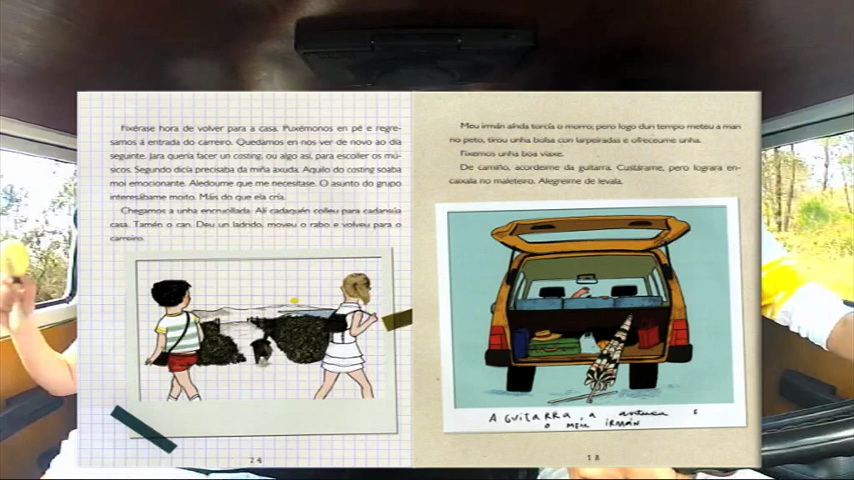 Fixérase hora de volver para a casa. Puxémonos en pé e regre-
samos á entrada do carreiro. Quedamos en nos ver de novo ao día
seguinte. Jara quería facer un costing, ou algo así, para escoller os mú-
sicos. Segundo dicía precisaba da miña axuda. Aquilo do costing soaba
moi emocionante. Aledoume que me necesitase. O asunto do grupo
interesábame moito. Máis do que ela cría.
Chegamos a unha encrucillada. Alí cadaquén colleu para cadansúa
casa. Tamén o can. Deu un ladrido, moveu o rabo e volveu para o
carreiro.
24
Meu irmán aínda torcía o morro; pero logo dun tempo meteu a man
no peto, tirou unha bolsa con larpeiradas e ofreceume unha.
Fixemos unha boa viaxe.
De camiño, acordeime da guitarra. Custárame, pero lograra en-
caixala no maleteiro. Alegreime de levala.
A GUITARRA, A antuca E
O MEU IRMÁN
18